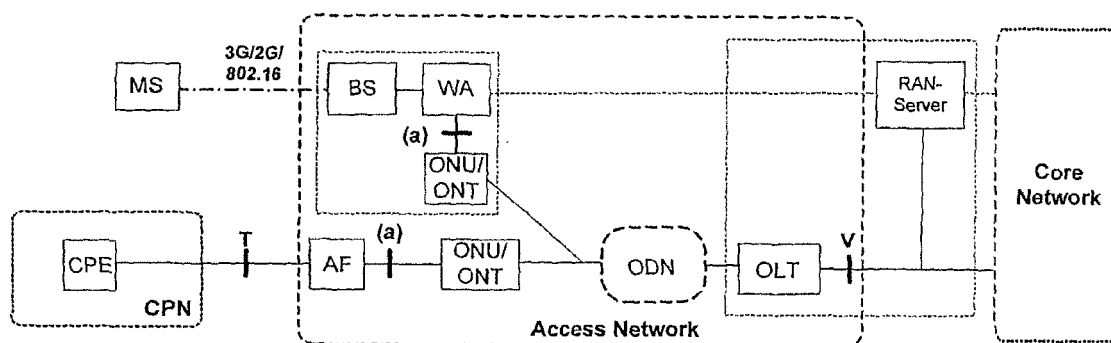 3G/2G/
802.16
MS
BS
WA
RAN-
Server
(a)
ONU/
ONT
Core
Network
T
(a)
V
CPE
AF
ONU/
ONT
ODN
OLT
CPN
Access Network